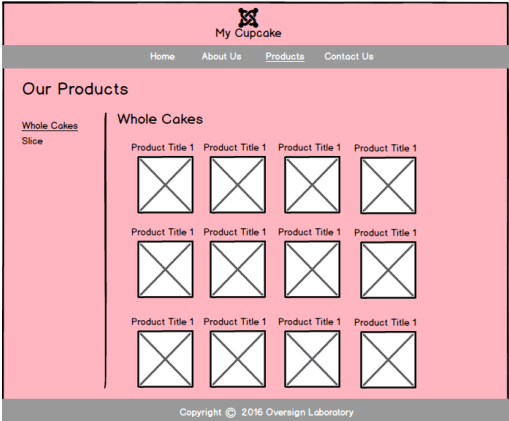 My Cupcake
Home About Us Products Contact Us
Our Products
Whole Cakes
Slice
Whole Cakes
Product Title 1 Product Title 1 Product Title 1 Product Title 1
Product Title 1 Product Title 1 Product Title 1 Product Title 1
Product Title 1 Product Title 1 Product Title 1 Product Title 1
Copyright © 2016 Oversign Laboratory